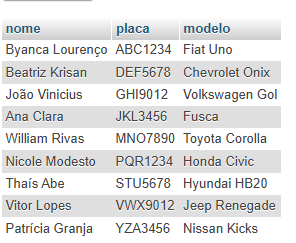 nome placa modelo
Byanca Lourenço ABC1234 Fiat Uno
Beatriz Krisan DEF5678 Chevrolet Onix
João Vinicius GHI9012 Volkswagen Gol
Ana Clara JKL3456 Fusca
William Rivas MNO7890 Toyota Corolla
Nicole Modesto PQR1234 Honda Civic
Thaís Abe STU5678 Hyundai HB20
Vitor Lopes VWX9012 Jeep Renegade
Patrícia Granja YZA3456 Nissan Kicks